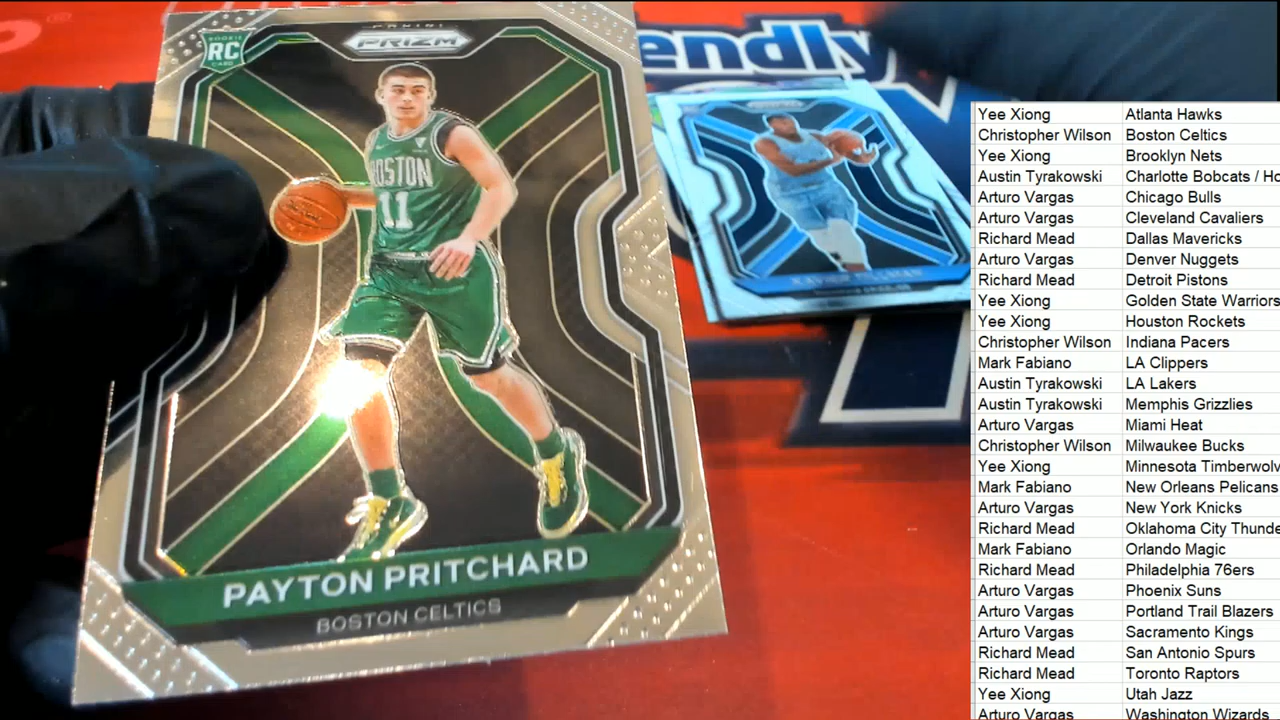 ROOKIE
RC
CARD
PANINI
PRIZM
BOSTON
11
PAYTON PRITCHARD
BOSTON CELTICS
endly
Yee Xiong Atlanta Hawks
Christopher Wilson Boston Celtics
Yee Xiong Brooklyn Nets
Austin Tyrakowski Charlotte Bobcats / Ho
Arturo Vargas Chicago Bulls
Arturo Vargas Cleveland Cavaliers
Richard Mead Dallas Mavericks
Arturo Vargas Denver Nuggets
Richard Mead Detroit Pistons
Yee Xiong Golden State Warriors
Yee Xiong Houston Rockets
Christopher Wilson Indiana Pacers
Mark Fabiano LA Clippers
Austin Tyrakowski LA Lakers
Austin Tyrakowski Memphis Grizzlies
Arturo Vargas Miami Heat
Christopher Wilson Milwaukee Bucks
Yee Xiong Minnesota Timberwolv
Mark Fabiano New Orleans Pelicans
Arturo Vargas New York Knicks
Richard Mead Oklahoma City Thunde
Mark Fabiano Orlando Magic
Richard Mead Philadelphia 76ers
Arturo Vargas Phoenix Suns
Arturo Vargas Portland Trail Blazers
Arturo Vargas Sacramento Kings
Richard Mead San Antonio Spurs
Richard Mead Toronto Raptors
Yee Xiong Utah Jazz
Arturo Vargas Washington Wizards